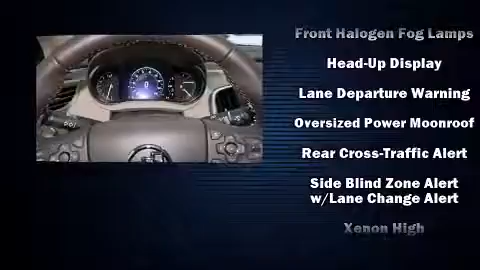 Front Halogen Fog Lamps
Head-Up Display
Lane Departure Warning
Oversized Power Moonroof
Rear Cross-Traffic Alert
Side Blind Zone Alert
w/Lane Change Alert
Xenon High